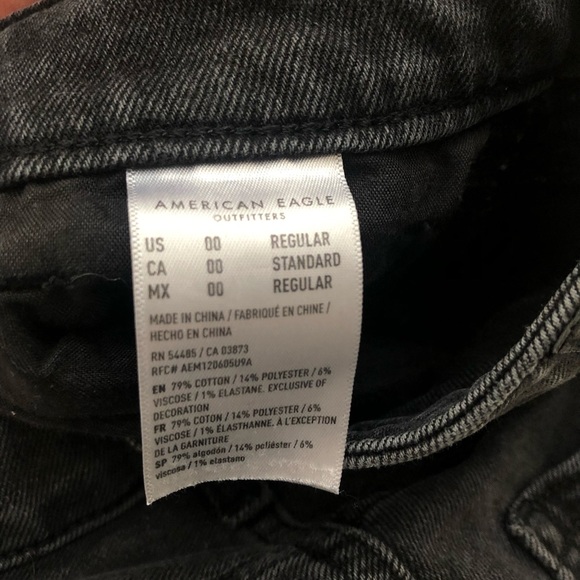 AMERICAN EAGLE
OUTFITTERS
US 00 REGULAR
CA 00 STANDARD
MX 00 REGULAR
MADE IN CHINA / FABRIQUÉ EN CHINE /
HECHO EN CHINA
RN 54485 / CA 03873
RFC# AEM120605U9A
EN 79% COTTON / 14% POLYESTER / 6%
VISCOSE / 1% ELASTANE. EXCLUSIVE OF
DECORATION
FR 79% COTON / 14% POLYESTER / 6%
VISCOSE / 1% ÉLASTHANNE. À L'EXCEPTION
DE LA GARNITURE
SP 79% algodón / 14% poliéster / 6%
viscosa / 1% elastano